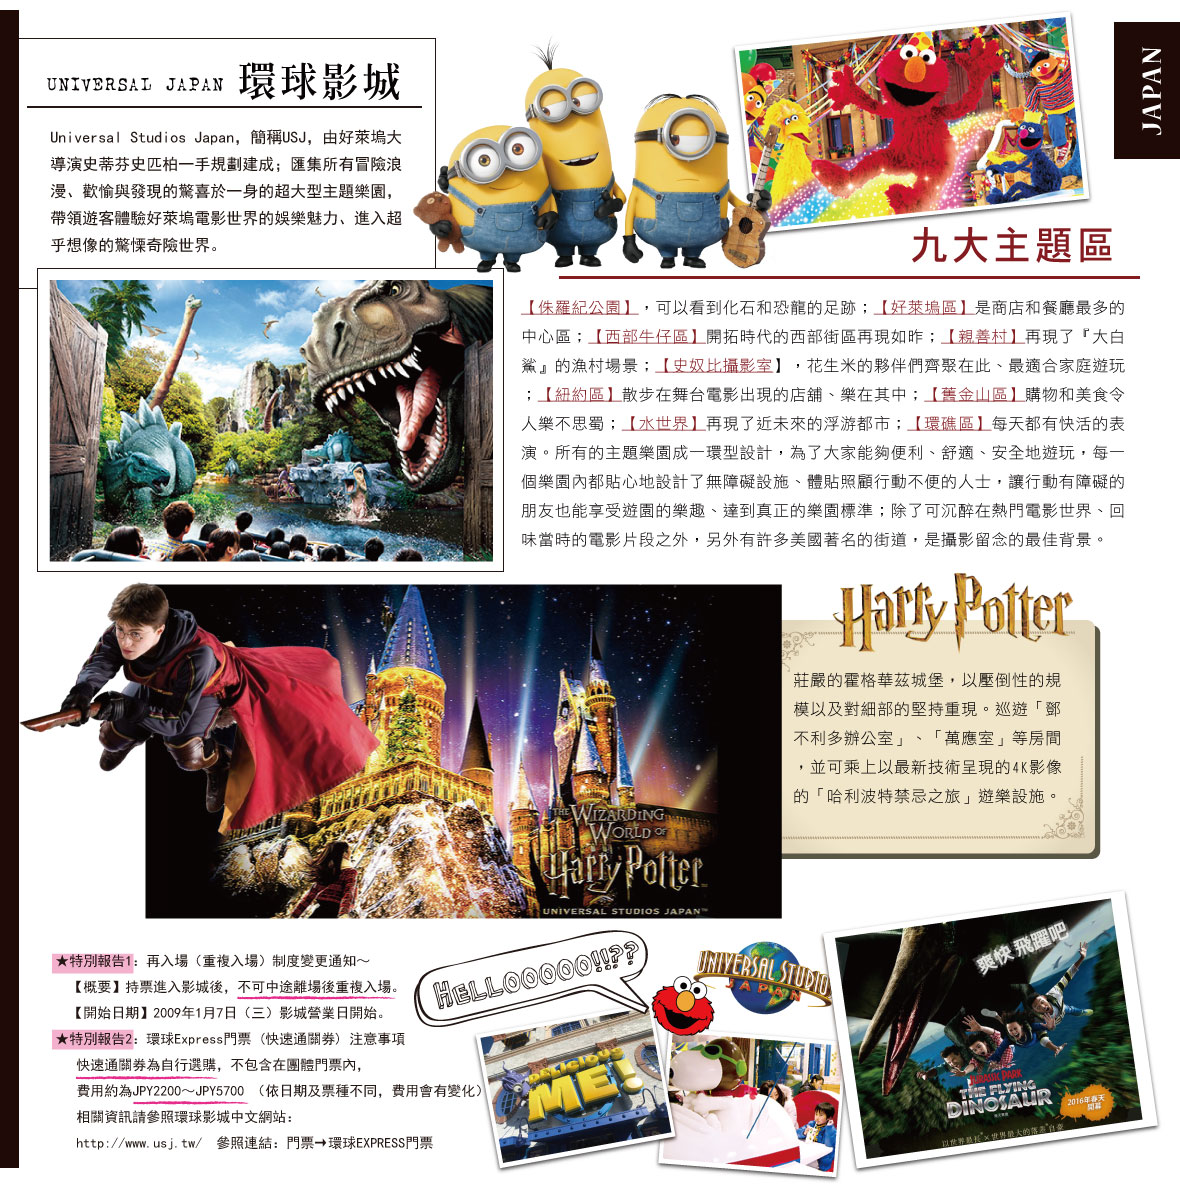 JAPAN
UNIVERSAL JAPAN 環球影城
Universal Studios Japan, 簡稱USJ, 由好萊塢大
導演史蒂芬史匹柏一手規劃建成; 匯集所有冒險浪
漫、歡愉與發現的驚喜於一身的超大型主題樂園,
帶領遊客體驗好萊塢電影世界的娛樂魅力、進入超
乎想像的驚慄奇險世界。
九大主題區
【侏羅紀公園】，可以看到化石和恐龍的足跡；【好萊塢區】是商店和餐廳最多的
中心區；【西部牛仔區】開拓時代的西部街區再現如昨；【親善村】再現了『大白
鯊』的漁村場景；【史奴比攝影室】，花生米的夥伴們齊聚在此、最適合家庭遊玩
；【紐約區】散步在舞台電影出現的店舖、樂在其中；【舊金山區】購物和美食令
人樂不思蜀；【水世界】再現了近未來的浮游都市；【環礁區】每天都有快活的表
演。所有的主題樂園成一環型設計，為了大家能夠便利、舒適、安全地遊玩，每一
個樂園內都貼心地設計了無障礙設施、體貼照顧行動不便的人士，讓行動有障礙的
朋友也能享受遊園的樂趣、達到真正的樂園標準；除了可沉醉在熱門電影世界、回
味當時的電影片段之外，另外有許多美國著名的街道，是攝影留念的最佳背景。
Harry Potter
莊嚴的霍格華茲城堡，以壓倒性的規
模以及對細部的堅持重現。巡遊「鄧
不利多辦公室」、「萬應室」等房間
，並可乘上以最新技術呈現的4K影像
的「哈利波特禁忌之旅」遊樂設施。
THE WIZARDING
WORLD OF
Harry Potter
UNIVERSAL STUDIOS JAPAN™
★特別報告1: 再入場（重複入場）制度變更通知～
【概要】持票進入影城後, 不可中途離場後重複入場。
【開始日期】2009年1月7日（三）影城營業日開始。
★特別報告2: 環球Express門票（快速通關券）注意事項
快速通關券為自行選購, 不包含在團體門票內,
費用約為JPY2200～JPY5700 （依日期及票種不同, 費用會有變化）
相關資訊請參照環球影城中文網站:
http://www.usj.tw/ 參照連結: 門票→環球EXPRESS門票
HELLOOOOO!!??
UNIVERSAL STUDIO
JAPAN
DESPICABLE
ME!
爽快 飛躍吧
JURASSIC PARK
THE FLYING
DINOSAUR
2016年春天
開幕
以世界最長×世界最大的落差自豪